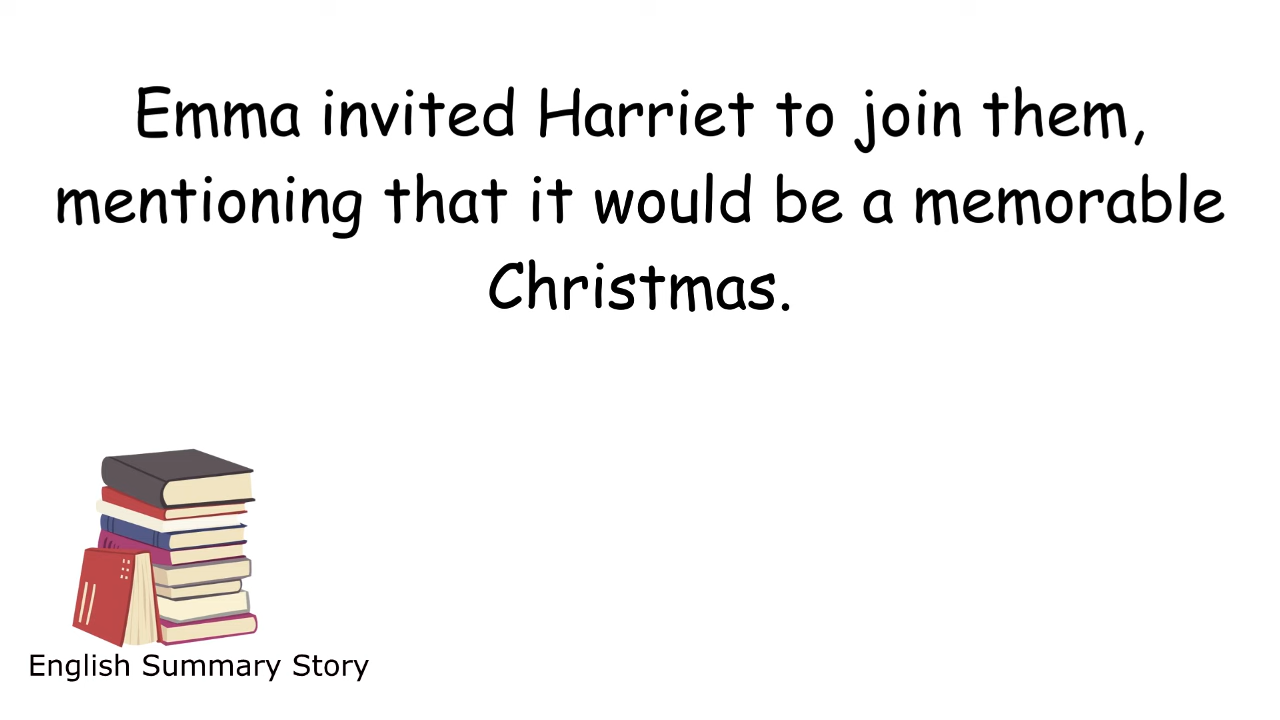 Emma invited Harriet to join them,
mentioning that it would be a memorable
Christmas.
English Summary Story